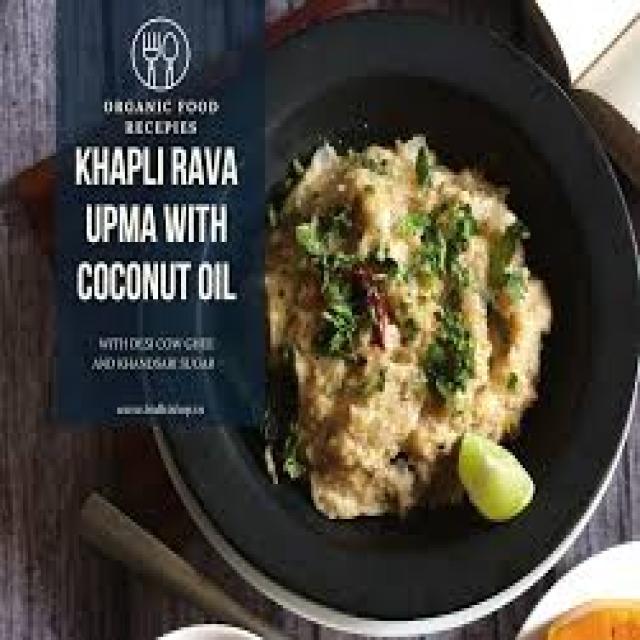 ORGANIC FOOD
RECEPIES
KHAPLI RAVA
UPMA WITH
COCONUT OIL
WITH DESI COW GHEE
AND KHANDSARI SUGAR